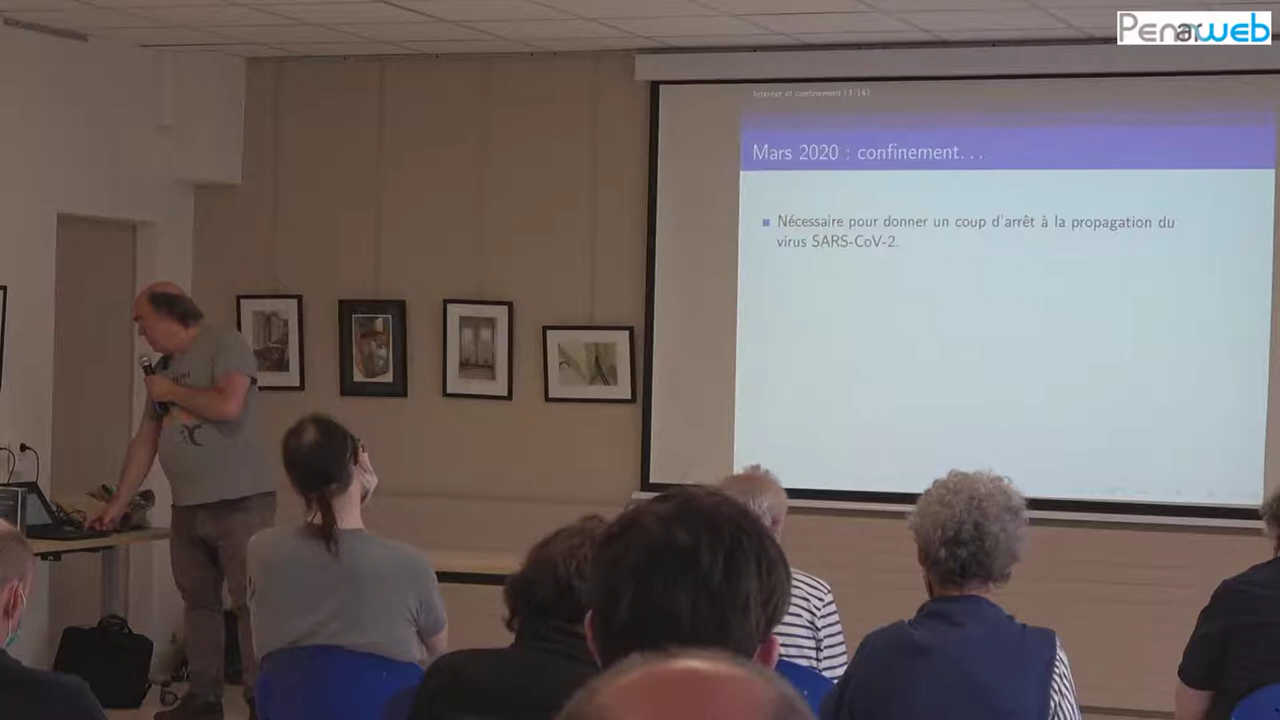 Penarweb
Internet et confinement (3/14)
Mars 2020 : confinement...
Nécessaire pour donner un coup d'arrêt à la propagation du
virus SARS-CoV-2.